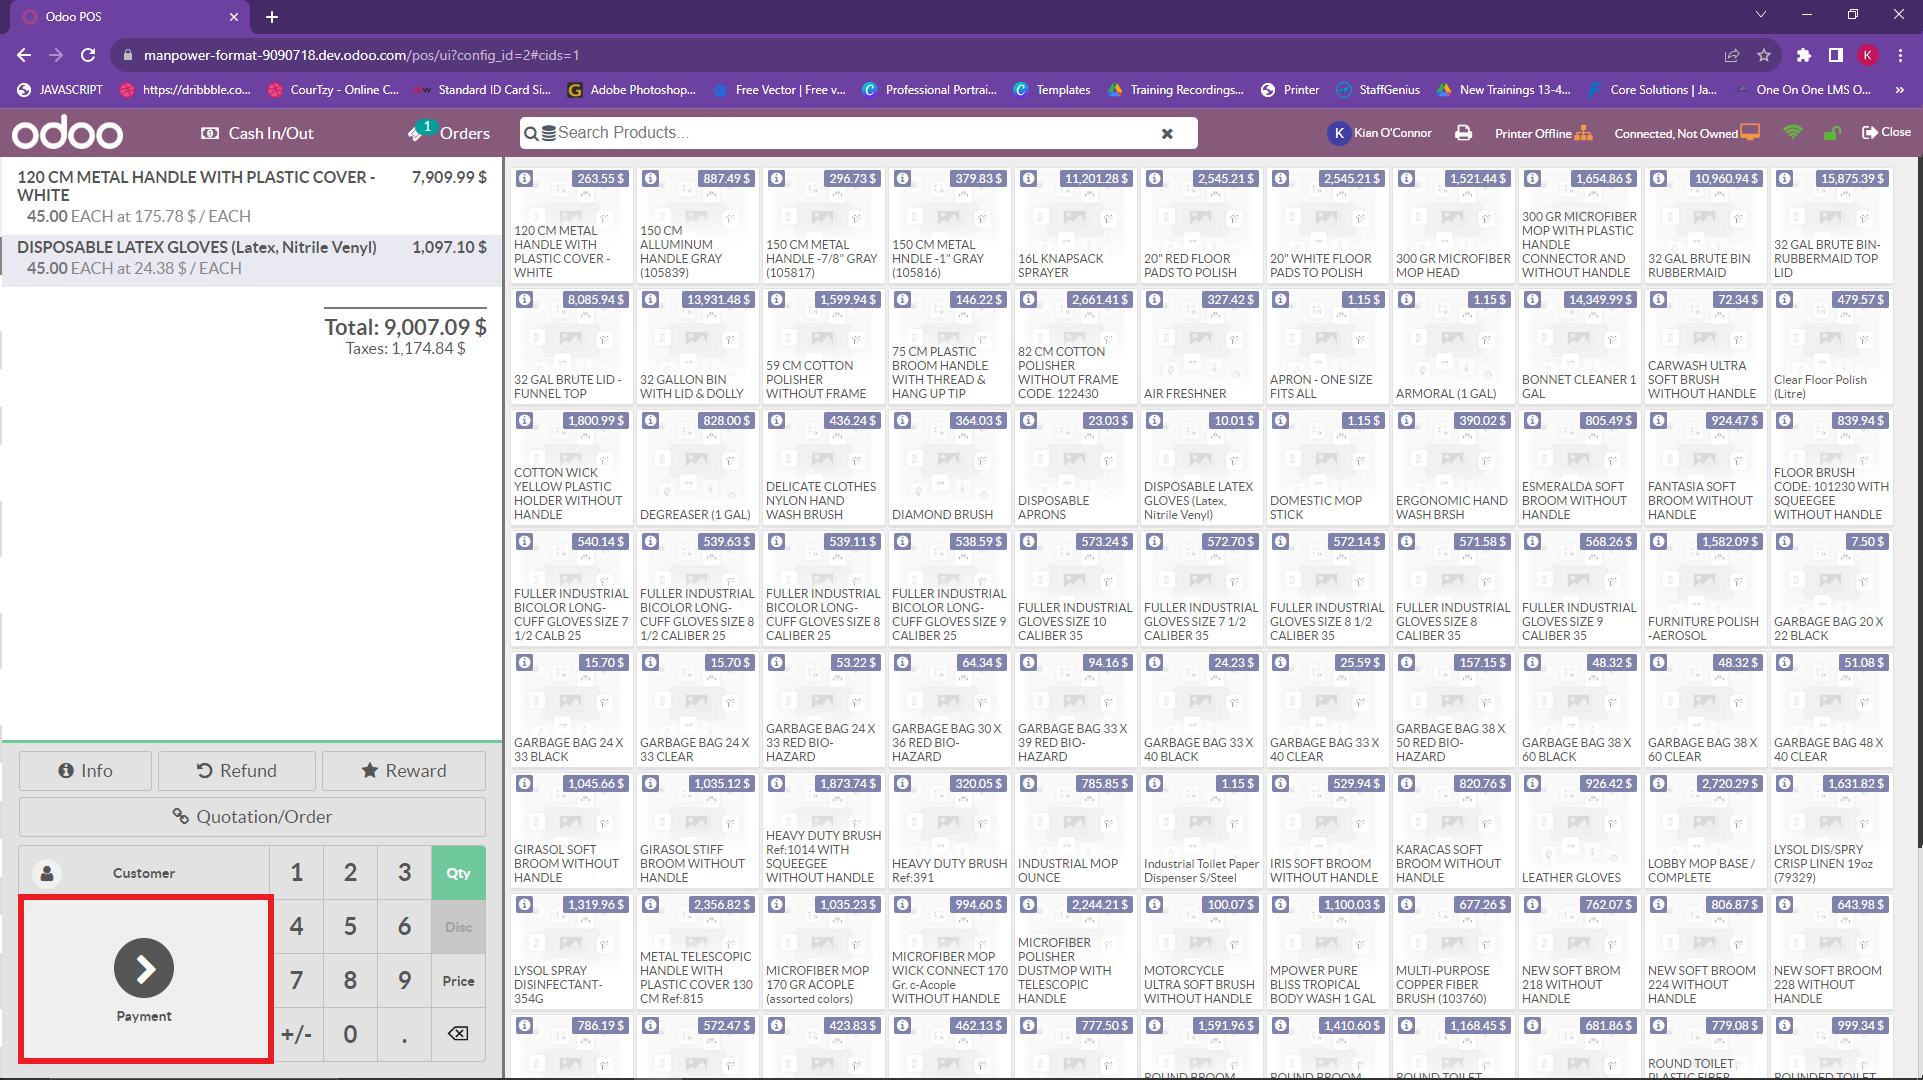 Odoo POS
manpower-format-9090718.dev.odoo.com/pos/ui?config_id=2#cids=1
K
JAVASCRIPT
https://dribbble.co...
CourTzy - Online C...
Standard ID Card Si...
Adobe Photoshop...
Free Vector | Free v...
Professional Portrai...
Templates
Training Recordings...
Printer
StaffGenius
New Trainings 13-4...
Core Solutions | Ja...
One On One LMS O...
»
odoo
Cash In/Out
1
Orders
Search Products...
K
Kian O'Connor
Printer Offline
Connected, Not Owned
Close
120 CM METAL HANDLE WITH PLASTIC COVER - 7,909.99 $
WHITE
45.00 EACH at 175.78 $ / EACH
DISPOSABLE LATEX GLOVES (Latex, Nitrile Venyl) 1,097.10 $
45.00 EACH at 24.38 $ / EACH
Total: 9,007.09 $
Taxes: 1,174.84 $
Info
Refund
Reward
Quotation/Order
Customer
1 2 3 Qty
4 5 6 Disc
7 8 9 Price
+/- 0 .
Payment
263.55 $
120 CM METAL
HANDLE WITH
PLASTIC COVER -
WHITE
887.49 $
150 CM
ALLUMINUM
HANDLE GRAY
(105839)
296.73 $
150 CM METAL
HANDLE -7/8" GRAY
(105817)
379.83 $
150 CM METAL
HNDLE -1" GRAY
(105816)
11,201.28 $
16L KNAPSACK
SPRAYER
2,545.21 $
20" RED FLOOR
PADS TO POLISH
2,545.21 $
20" WHITE FLOOR
PADS TO POLISH
1,521.44 $
300 GR MICROFIBER
MOP HEAD
1,654.86 $
300 GR MICROFIBER
MOP WITH PLASTIC
HANDLE
CONNECTOR AND
WITHOUT HANDLE
10,960.94 $
32 GAL BRUTE BIN
RUBBERMAID
15,875.39 $
32 GAL BRUTE BIN-
RUBBERMAID TOP
LID
8,085.94 $
32 GAL BRUTE LID -
FUNNEL TOP
13,931.48 $
32 GALLON BIN
WITH LID & DOLLY
1,599.94 $
59 CM COTTON
POLISHER
WITHOUT FRAME
146.22 $
75 CM PLASTIC
BROOM HANDLE
WITH THREAD &
HANG UP TIP
2,661.41 $
82 CM COTTON
POLISHER
WITHOUT FRAME
CODE. 122430
327.42 $
AIR FRESHNER
1.15 $
APRON - ONE SIZE
FITS ALL
1.15 $
ARMORAL (1 GAL)
14,349.99 $
BONNET CLEANER 1
GAL
72.34 $
CARWASH ULTRA
SOFT BRUSH
WITHOUT HANDLE
479.57 $
Clear Floor Polish
(Litre)
1,800.99 $
COTTON WICK
YELLOW PLASTIC
HOLDER WITHOUT
HANDLE
828.00 $
DEGREASER (1 GAL)
436.24 $
DELICATE CLOTHES
NYLON HAND
WASH BRUSH
364.03 $
DIAMOND BRUSH
23.03 $
DISPOSABLE
APRONS
10.01 $
DISPOSABLE LATEX
GLOVES (Latex,
Nitrile Venyl)
1.15 $
DOMESTIC MOP
STICK
390.02 $
ERGONOMIC HAND
WASH BRSH
805.49 $
ESMERALDA SOFT
BROOM WITHOUT
HANDLE
924.47 $
FANTASIA SOFT
BROOM WITHOUT
HANDLE
839.94 $
FLOOR BRUSH
CODE: 101230 WITH
SQUEEGEE
WITHOUT HANDLE
540.14 $
FULLER INDUSTRIAL
BICOLOR LONG-
CUFF GLOVES SIZE 7
1/2 CALB 25
539.63 $
FULLER INDUSTRIAL
BICOLOR LONG-
CUFF GLOVES SIZE 8
1/2 CALIBER 25
539.11 $
FULLER INDUSTRIAL
BICOLOR LONG-
CUFF GLOVES SIZE 8
CALIBER 25
538.59 $
FULLER INDUSTRIAL
BICOLOR LONG-
CUFF GLOVES SIZE 9
CALIBER 25
573.24 $
FULLER INDUSTRIAL
GLOVES SIZE 10
CALIBER 35
572.70 $
FULLER INDUSTRIAL
GLOVES SIZE 7 1/2
CALIBER 35
572.14 $
FULLER INDUSTRIAL
GLOVES SIZE 8 1/2
CALIBER 35
571.58 $
FULLER INDUSTRIAL
GLOVES SIZE 8
CALIBER 35
568.26 $
FULLER INDUSTRIAL
GLOVES SIZE 9
CALIBER 35
1,582.09 $
FURNITURE POLISH
-AEROSOL
7.50 $
GARBAGE BAG 20 X
22 BLACK
15.70 $
GARBAGE BAG 24 X
33 BLACK
15.70 $
GARBAGE BAG 24 X
33 CLEAR
53.22 $
GARBAGE BAG 24 X
33 RED BIO-
HAZARD
64.34 $
GARBAGE BAG 30 X
36 RED BIO-
HAZARD
94.16 $
GARBAGE BAG 33 X
39 RED BIO-
HAZARD
24.23 $
GARBAGE BAG 33 X
40 BLACK
25.59 $
GARBAGE BAG 33 X
40 CLEAR
157.15 $
GARBAGE BAG 38 X
50 RED BIO-
HAZARD
48.32 $
GARBAGE BAG 38 X
60 BLACK
48.32 $
GARBAGE BAG 38 X
60 CLEAR
51.08 $
GARBAGE BAG 48 X
40 CLEAR
1,045.66 $
GIRASOL SOFT
BROOM WITHOUT
HANDLE
1,035.12 $
GIRASOL STIFF
BROOM WITHOUT
HANDLE
1,873.74 $
HEAVY DUTY BRUSH
Ref:1014 WITH
SQUEEGEE
WITHOUT HANDLE
320.05 $
HEAVY DUTY BRUSH
Ref:391
785.85 $
INDUSTRIAL MOP
OUNCE
1.15 $
Industrial Toilet Paper
Dispenser S/Steel
529.94 $
IRIS SOFT BROOM
WITHOUT HANDLE
820.76 $
KARACAS SOFT
BROOM WITHOUT
HANDLE
926.42 $
LEATHER GLOVES
2,720.29 $
LOBBY MOP BASE /
COMPLETE
1,631.82 $
LYSOL DIS/SPRY
CRISP LINEN 19oz
(79329)
1,319.96 $
LYSOL SPRAY
DISINFECTANT-
354G
2,356.82 $
METAL TELESCOPIC
HANDLE WITH
PLASTIC COVER 130
CM Ref:815
1,035.23 $
MICROFIBER MOP
170 GR ACOPLE
(assorted colors)
994.60 $
MICROFIBER MOP
WICK CONNECT 170
Gr. c-Acople
WITHOUT HANDLE
2,244.21 $
MICROFIBER
POLISHER
DUSTMOP WITH
TELESCOPIC
HANDLE
100.07 $
MOTORCYCLE
ULTRA SOFT BRUSH
WITHOUT HANDLE
1,100.03 $
MPOWER PURE
BLISS TROPICAL
BODY WASH 1 GAL
677.26 $
MULTI-PURPOSE
COPPER FIBER
BRUSH (103760)
762.07 $
NEW SOFT BROM
218 WITHOUT
HANDLE
806.87 $
NEW SOFT BROOM
224 WITHOUT
HANDLE
643.98 $
NEW SOFT BROOM
228 WITHOUT
HANDLE
786.19 $
572.47 $
423.83 $
462.13 $
777.50 $
1,591.96 $
ROUND BROOM
1,410.60 $
ROUND BROOM
1,168.45 $
ROUND TOILET
681.86 $
779.08 $
ROUND TOILET
PLASTIC FIBER
999.34 $
ROUNDED TOILET